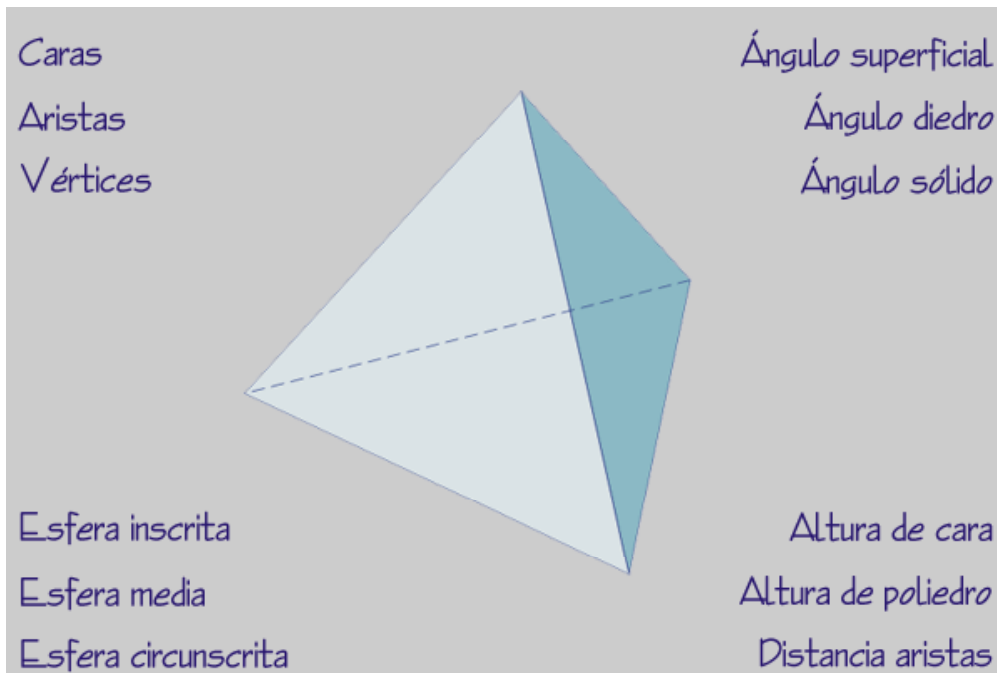 Caras
Aristas
Vértices
Ángulo superficial
Ángulo diedro
Ángulo sólido
Esfera inscrita
Esfera media
Esfera circunscrita
Altura de cara
Altura de poliedro
Distancia aristas